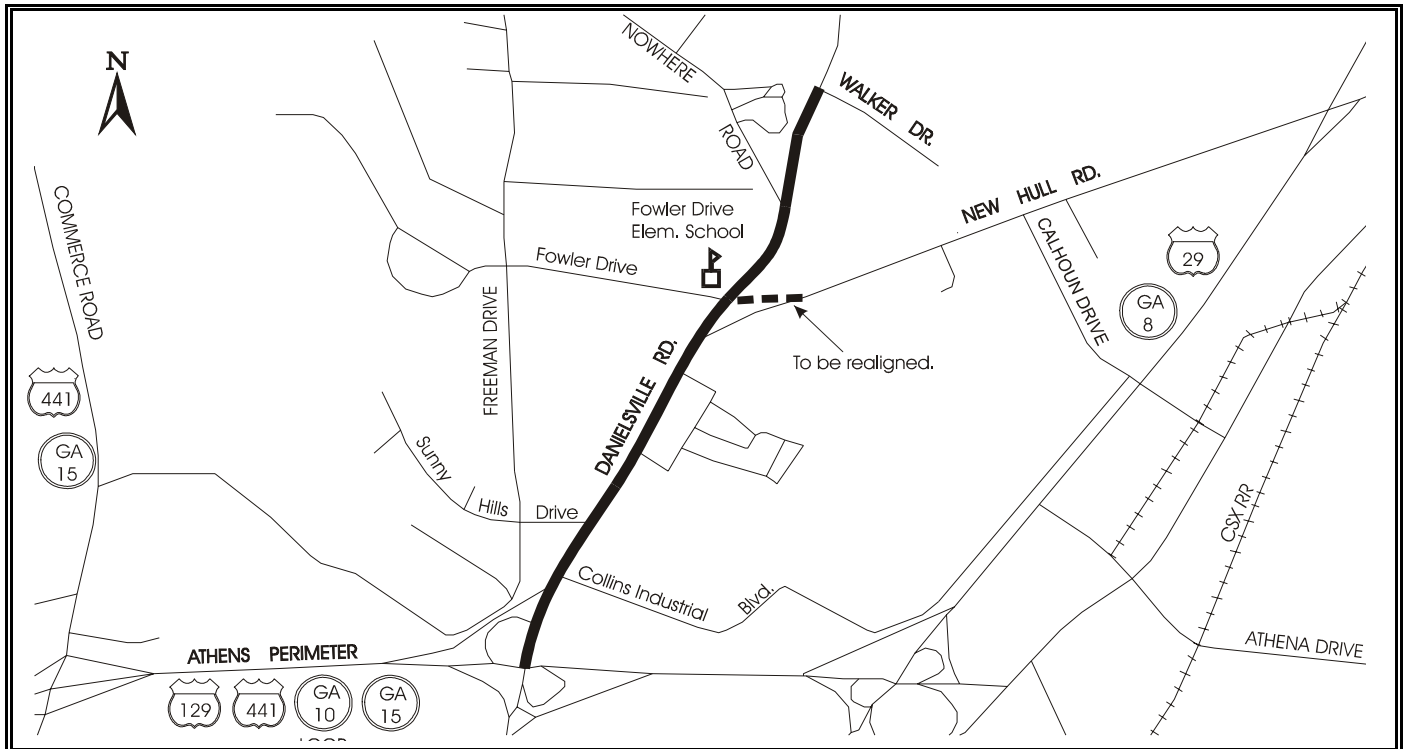 N
NOWHERE
ROAD
WALKER DR.
COMMERCE ROAD
NEW HULL RD.
Fowler Drive
Elem. School
CALHOUN DRIVE
29
Fowler Drive
GA
8
FREEMAN DRIVE
To be realigned.
DANIELSVILLE RD.
441
GA
15
Sunny
Hills Drive
CSX RR
Collins Industrial Blvd.
ATHENA DRIVE
ATHENS PERIMETER
129
441
GA
10
GA
15
LOOP